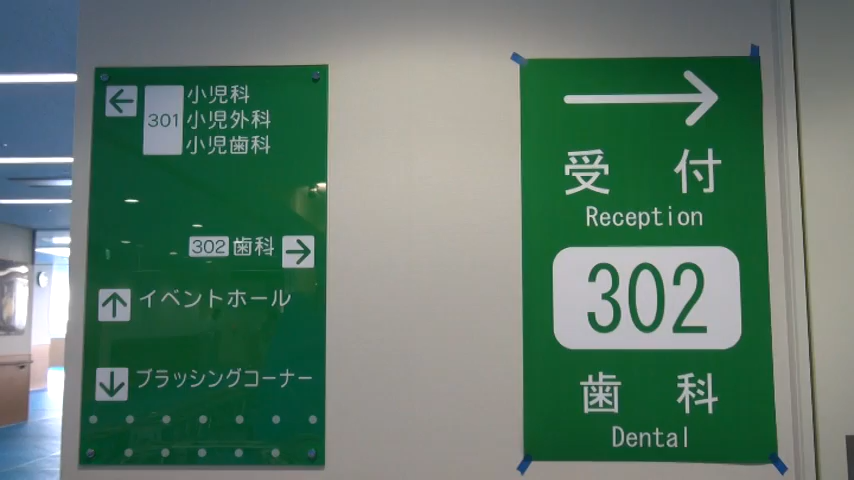 301
小児科
小児外科
小児歯科
302 歯科
イベントホール
ブラッシングコーナー
受付
Reception
302
歯科
Dental